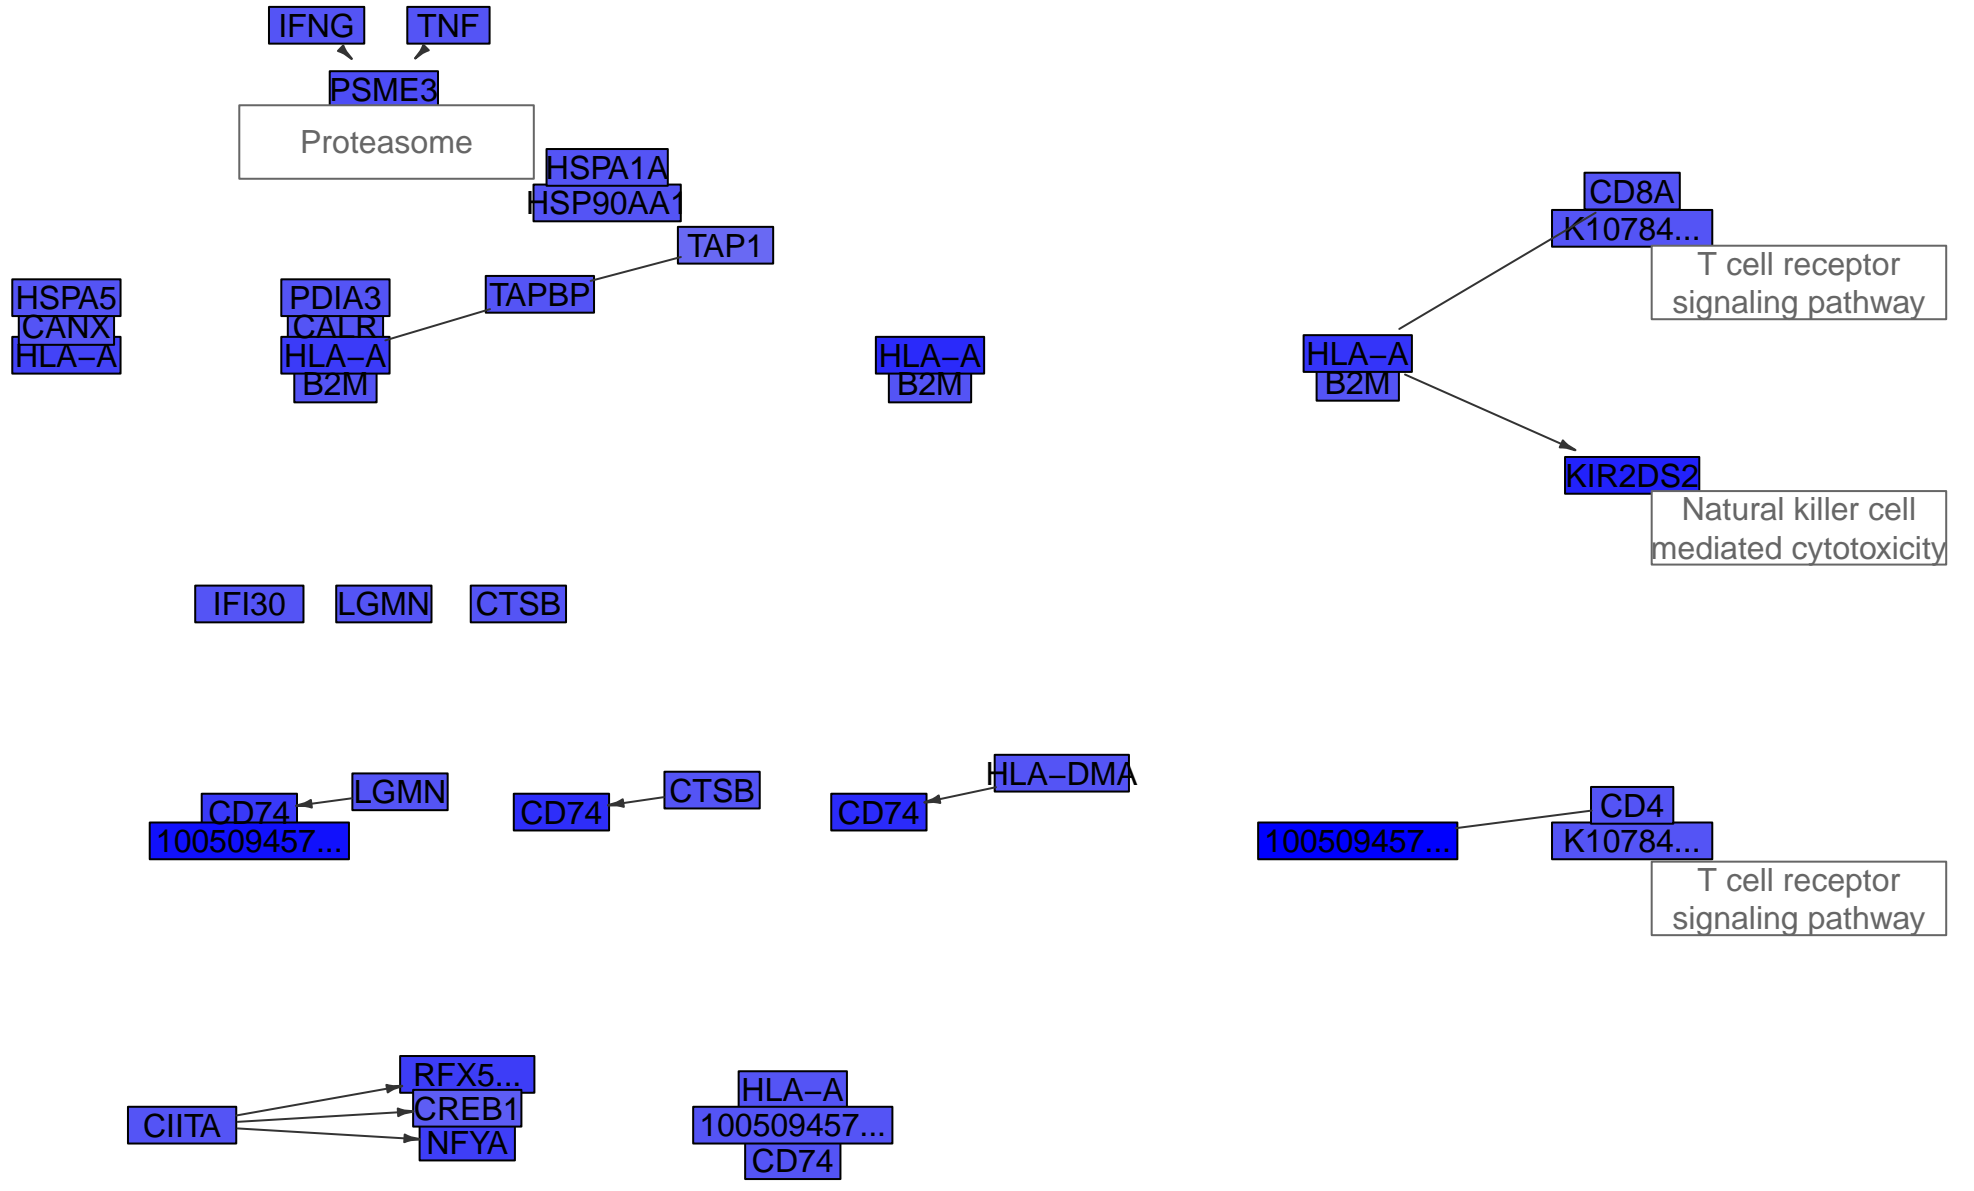 IFNG
TNF
PSME3
Proteasome
HSPA1A
HSP90AA1
TAP1
TAPBP
CD8A
K10784...
T cell receptor
signaling pathway
HSPA5
CANX
HLA–A
PDIA3
CALR
HLA–A
B2M
HLA–A
B2M
HLA–A
B2M
KIR2DS2
Natural killer cell
mediated cytotoxicity
IFI30
LGMN
CTSB
LGMN
CD74
100509457...
CTSB
CD74
HLA–DMA
CD74
100509457...
CD4
K10784...
T cell receptor
signaling pathway
CIITA
RFX5...
CREB1
NFYA
HLA–A
100509457...
CD74